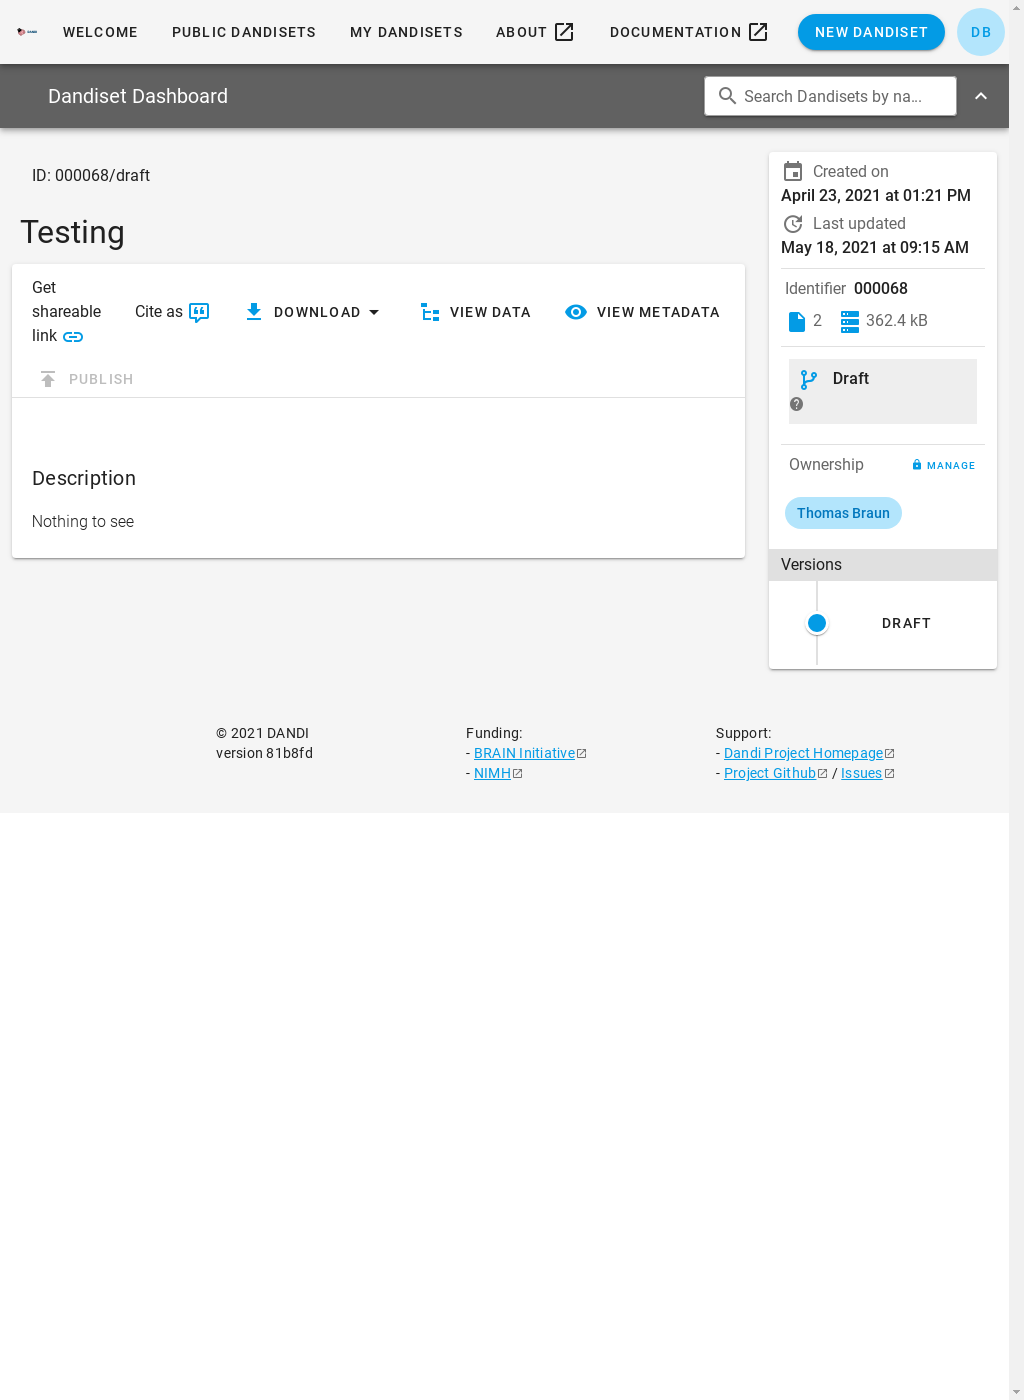 WELCOME PUBLIC DANDISETS MY DANDISETS ABOUT DOCUMENTATION NEW DANDISET DB
Dandiset Dashboard Search Dandisets by na...
ID: 000068/draft
Testing
Get
shareable
link
Cite as DOWNLOAD VIEW DATA VIEW METADATA
PUBLISH
Description
Nothing to see
Created on
April 23, 2021 at 01:21 PM
Last updated
May 18, 2021 at 09:15 AM
Identifier 000068
2 362.4 kB
Draft
Ownership MANAGE
Thomas Braun
Versions
DRAFT
© 2021 DANDI
version 81b8fd
Funding:
- BRAIN Initiative
- NIMH
Support:
- Dandi Project Homepage
- Project Github / Issues